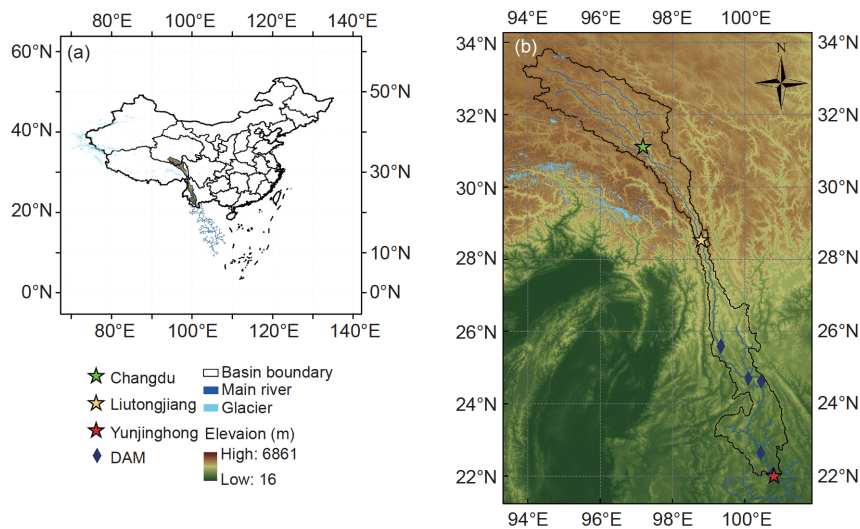 80°E 100°E 120°E 140°E
60°N
(a)
50°N
40°N
40°N
30°N
20°N
20°N
10°N
0°N
0°N
80°E 100°E 120°E 140°E
Changdu
Liutongjiang
Yunjinghong
DAM
Basin boundary
Main river
Glacier
Elevaion (m)
High: 6861
Low: 16
94°E 96°E 98°E 100°E
34°N
(b)
N
34°N
32°N
32°N
30°N
30°N
28°N
28°N
26°N
26°N
24°N
24°N
22°N
22°N
94°E 96°E 98°E 100°E